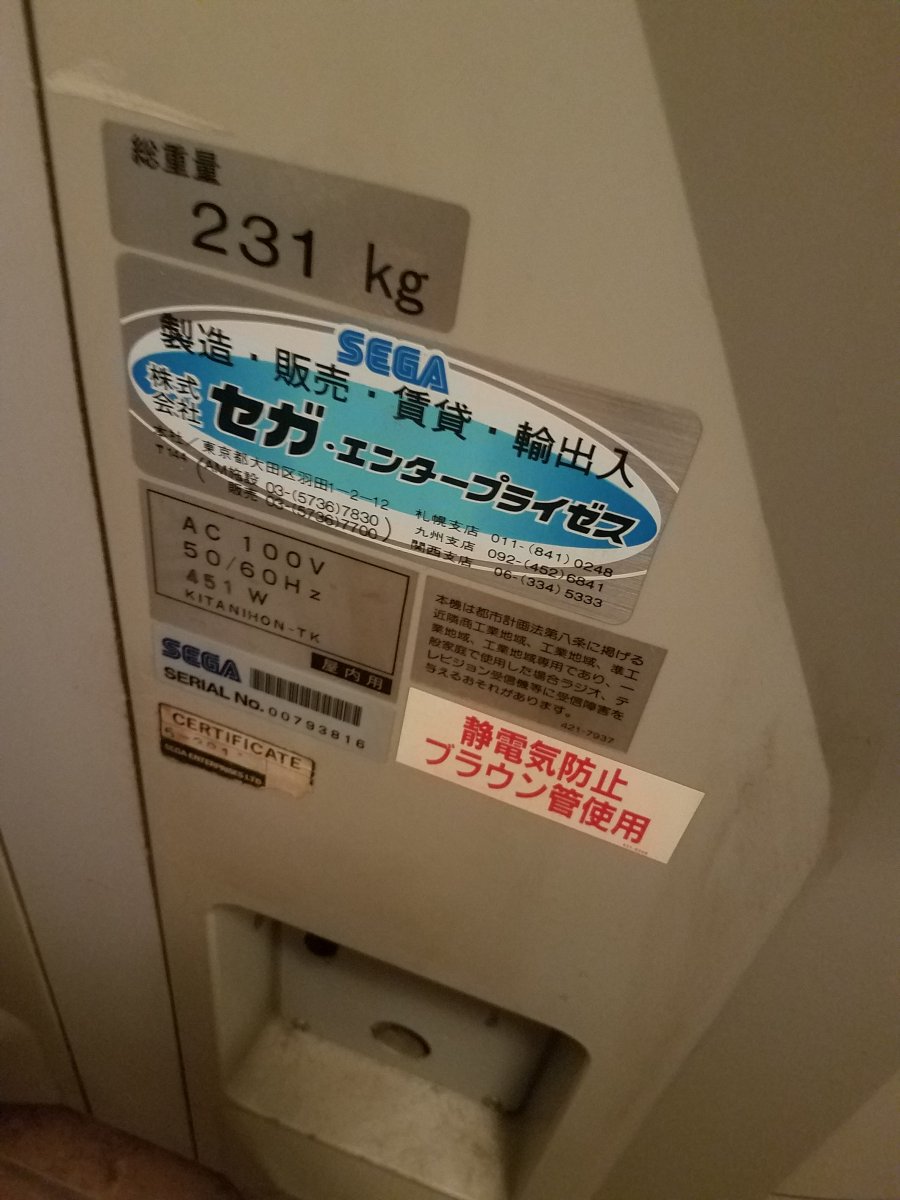 総重量
231 kg
SEGA
製造・販売・賃貸・輸出入
株式会社 セガ・エンタープライゼス
本社／東京都大田区羽田1-2-12
〒144
AM施設 03-(5736)7830
販売 03-(5736)7700
札幌支店 011-(841)0248
九州支店 092-(452)6841
関西支店 06-(334)5333
AC 100V
50/60Hz
451 W
KITANIHON-TK
屋内用
本機は都市計画法第八条に掲げる
近隣商工業地域、工業地域、準工
業地域、工業地域専用であり、一
般家庭で使用した場合ラジオ、テ
レビジョン受信機等に受信障害を
与えるおそれがあります。
421-7937
SEGA
SERIAL No. 00793816
CERTIFICATE
SEGA ENTERPRISES LTD
静電気防止
ブラウン管使用